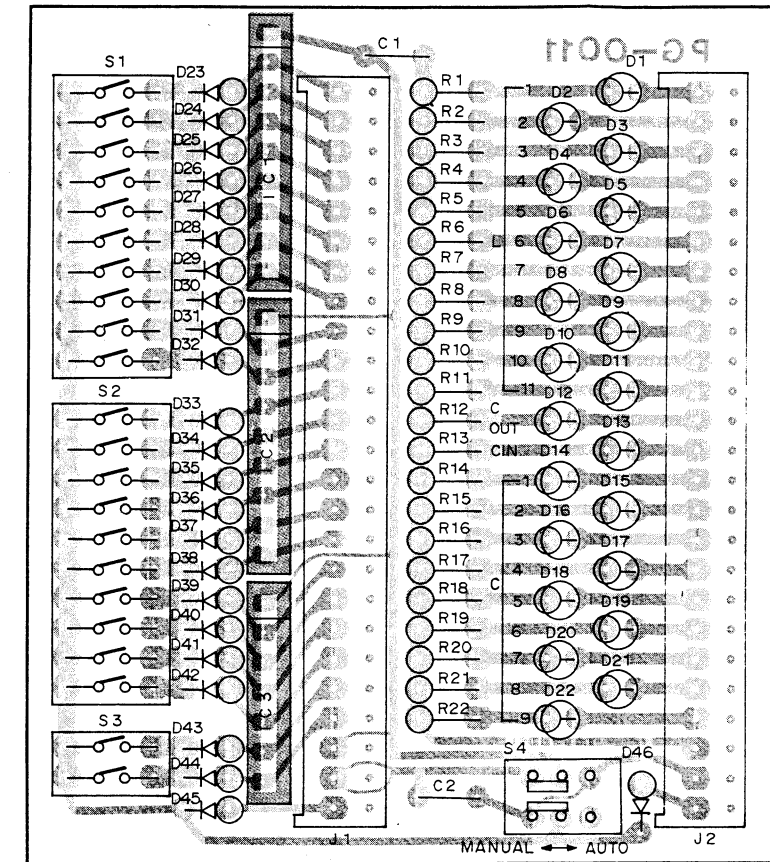 PG-0011
C1
S1
D23
D24
D25
D26
D27
D28
D29
D30
D31
D32
S2
D33
D34
D35
D36
D37
D38
D39
D40
D41
D42
S3
D43
D44
D45
IC1
IC2
IC3
J1
R1
R2
R3
R4
R5
R6
R7
R8
R9
R10
R11
R12
R13
R14
R15
R16
R17
R18
R19
R20
R21
R22
L
1
2
3
4
5
6
7
8
9
10
11
C OUT
C IN
C
1
2
3
4
5
6
7
8
9
D1
D2
D3
D4
D5
D6
D7
D8
D9
D10
D11
D12
D13
D14
D15
D16
D17
D18
D19
D20
D21
D22
S4
D46
C2
J2
MANUAL ↔ AUTO